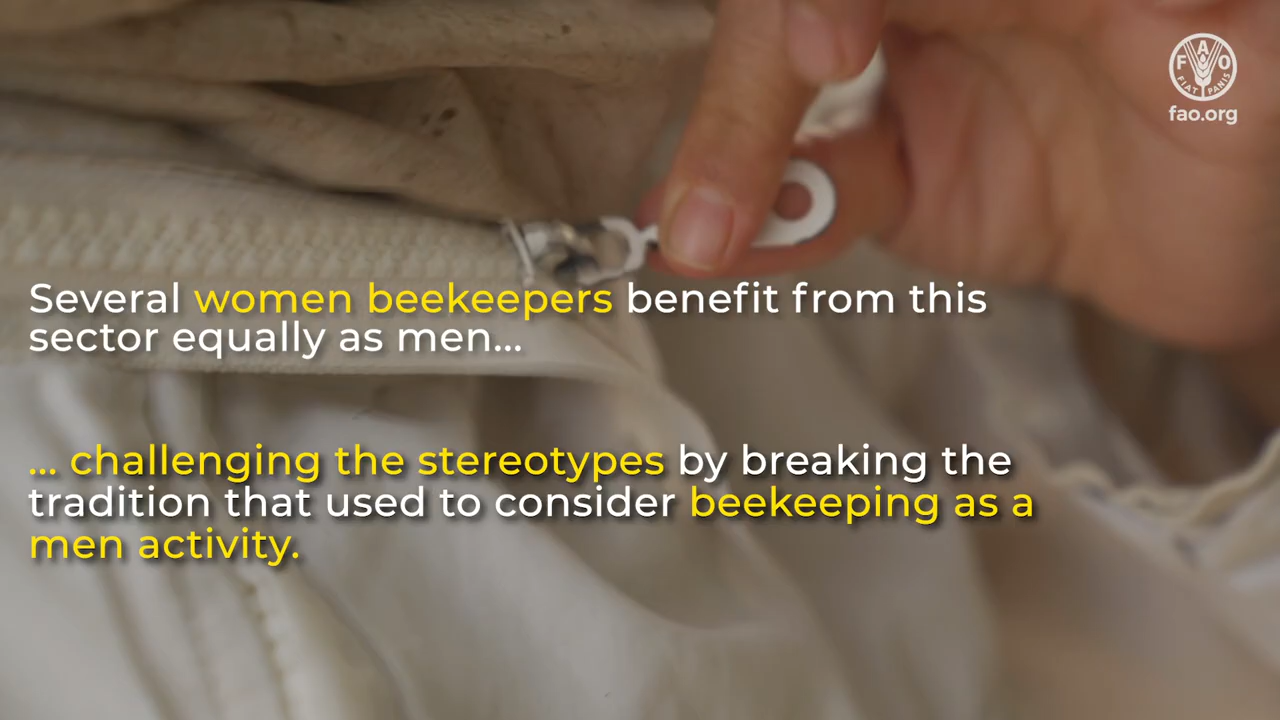 F A O
FIAT PANIS
fao.org
Several women beekeepers benefit from this
sector equally as men...
... challenging the stereotypes by breaking the
tradition that used to consider beekeeping as a
men activity.